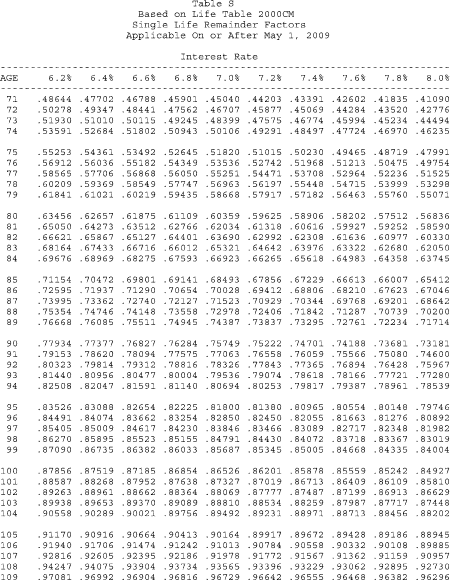 Table S
Based on Life Table 2000CM
Single Life Remainder Factors
Applicable On or After May 1, 2009
Interest Rate
AGE 6.2% 6.4% 6.6% 6.8% 7.0% 7.2% 7.4% 7.6% 7.8% 8.0%
71 .48644 .47702 .46788 .45901 .45040 .44203 .43391 .42602 .41835 .41090
72 .50278 .49347 .48441 .47562 .46707 .45877 .45069 .44284 .43520 .42776
73 .51930 .51010 .50115 .49245 .48399 .47575 .46774 .45994 .45234 .44494
74 .53591 .52684 .51802 .50943 .50106 .49291 .48497 .47724 .46970 .46235
75 .55253 .54361 .53492 .52645 .51820 .51015 .50230 .49465 .48719 .47991
76 .56912 .56036 .55182 .54349 .53536 .52742 .51968 .51213 .50475 .49754
77 .58565 .57706 .56868 .56050 .55251 .54471 .53708 .52964 .52236 .51525
78 .60209 .59369 .58549 .57747 .56963 .56197 .55448 .54715 .53999 .53298
79 .61841 .61021 .60219 .59435 .58668 .57917 .57182 .56463 .55760 .55071
80 .63456 .62657 .61875 .61109 .60359 .59625 .58906 .58202 .57512 .56836
81 .65050 .64273 .63512 .62766 .62034 .61318 .60616 .59927 .59252 .58590
82 .66621 .65867 .65127 .64401 .63690 .62992 .62308 .61636 .60977 .60330
83 .68164 .67433 .66716 .66012 .65321 .64642 .63976 .63322 .62680 .62050
84 .69676 .68969 .68275 .67593 .66923 .66265 .65618 .64983 .64358 .63745
85 .71154 .70472 .69801 .69141 .68493 .67856 .67229 .66613 .66007 .65412
86 .72595 .71937 .71290 .70654 .70028 .69412 .68806 .68210 .67623 .67046
87 .73995 .73362 .72740 .72127 .71523 .70929 .70344 .69768 .69201 .68642
88 .75354 .74746 .74148 .73558 .72978 .72406 .71842 .71287 .70739 .70200
89 .76668 .76085 .75511 .74945 .74387 .73837 .73295 .72761 .72234 .71714
90 .77934 .77377 .76827 .76284 .75749 .75222 .74701 .74188 .73681 .73181
91 .79153 .78620 .78094 .77575 .77063 .76558 .76059 .75566 .75080 .74600
92 .80323 .79814 .79312 .78816 .78326 .77843 .77365 .76894 .76428 .75967
93 .81440 .80956 .80477 .80004 .79536 .79074 .78618 .78166 .77721 .77280
94 .82508 .82047 .81591 .81140 .80694 .80253 .79817 .79387 .78961 .78539
95 .83526 .83088 .82654 .82225 .81800 .81380 .80965 .80554 .80148 .79746
96 .84491 .84074 .83662 .83254 .82850 .82450 .82055 .81663 .81276 .80892
97 .85405 .85009 .84617 .84230 .83846 .83466 .83089 .82717 .82348 .81982
98 .86270 .85895 .85523 .85155 .84791 .84430 .84072 .83718 .83367 .83019
99 .87090 .86735 .86382 .86033 .85687 .85345 .85005 .84668 .84335 .84004
100 .87856 .87519 .87185 .86854 .86526 .86201 .85878 .85559 .85242 .84927
101 .88587 .88268 .87952 .87638 .87327 .87019 .86713 .86409 .86109 .85810
102 .89263 .88961 .88662 .88364 .88069 .87777 .87487 .87199 .86913 .86629
103 .89938 .89653 .89370 .89089 .88810 .88534 .88259 .87987 .87717 .87448
104 .90558 .90289 .90021 .89756 .89492 .89231 .88971 .88713 .88456 .88202
105 .91170 .90916 .90664 .90413 .90164 .89917 .89672 .89428 .89186 .88945
106 .91940 .91706 .91474 .91242 .91013 .90784 .90558 .90332 .90108 .89885
107 .92816 .92605 .92395 .92186 .91978 .91772 .91567 .91362 .91159 .90957
108 .94247 .94075 .93904 .93734 .93565 .93396 .93229 .93062 .92895 .92730
109 .97081 .96992 .96904 .96816 .96729 .96642 .96555 .96468 .96382 .96296